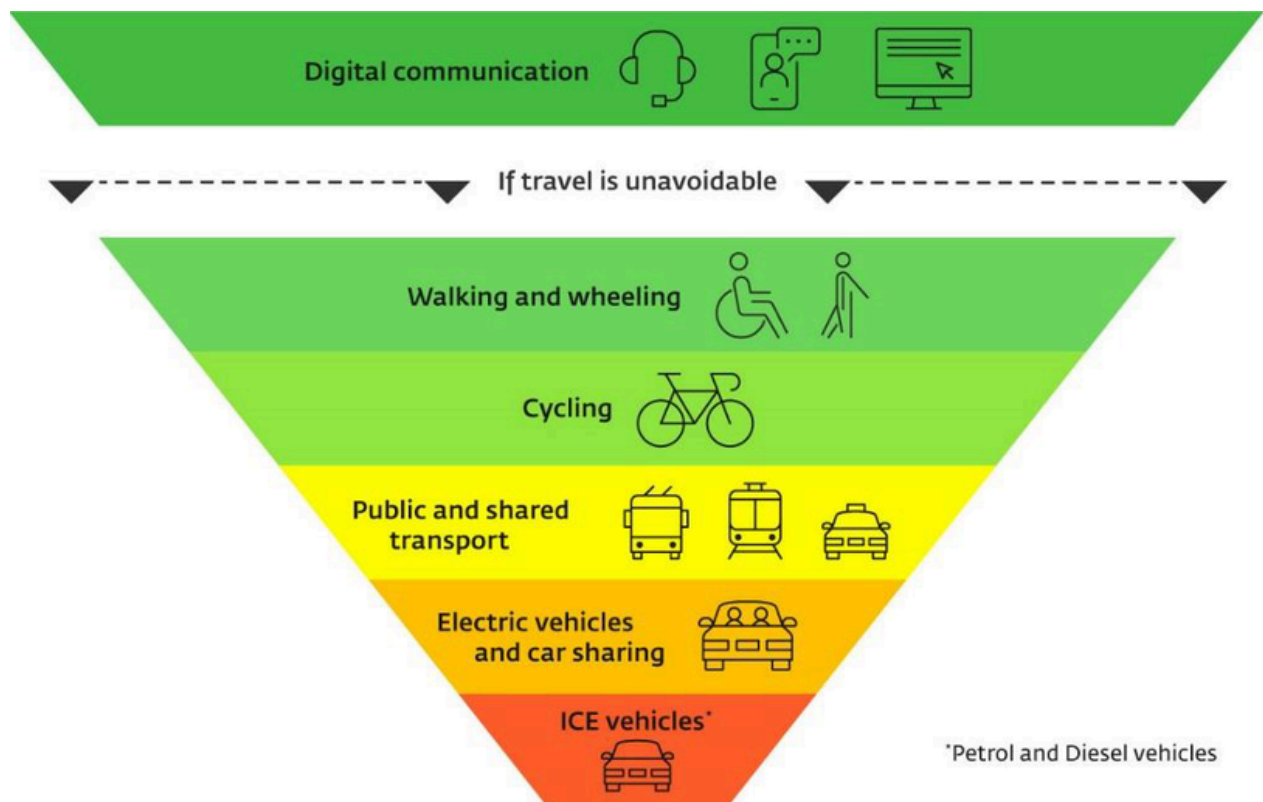 Digital communication
If travel is unavoidable
Walking and wheeling
Cycling
Public and shared
transport
Electric vehicles
and car sharing
ICE vehicles*
*Petrol and Diesel vehicles